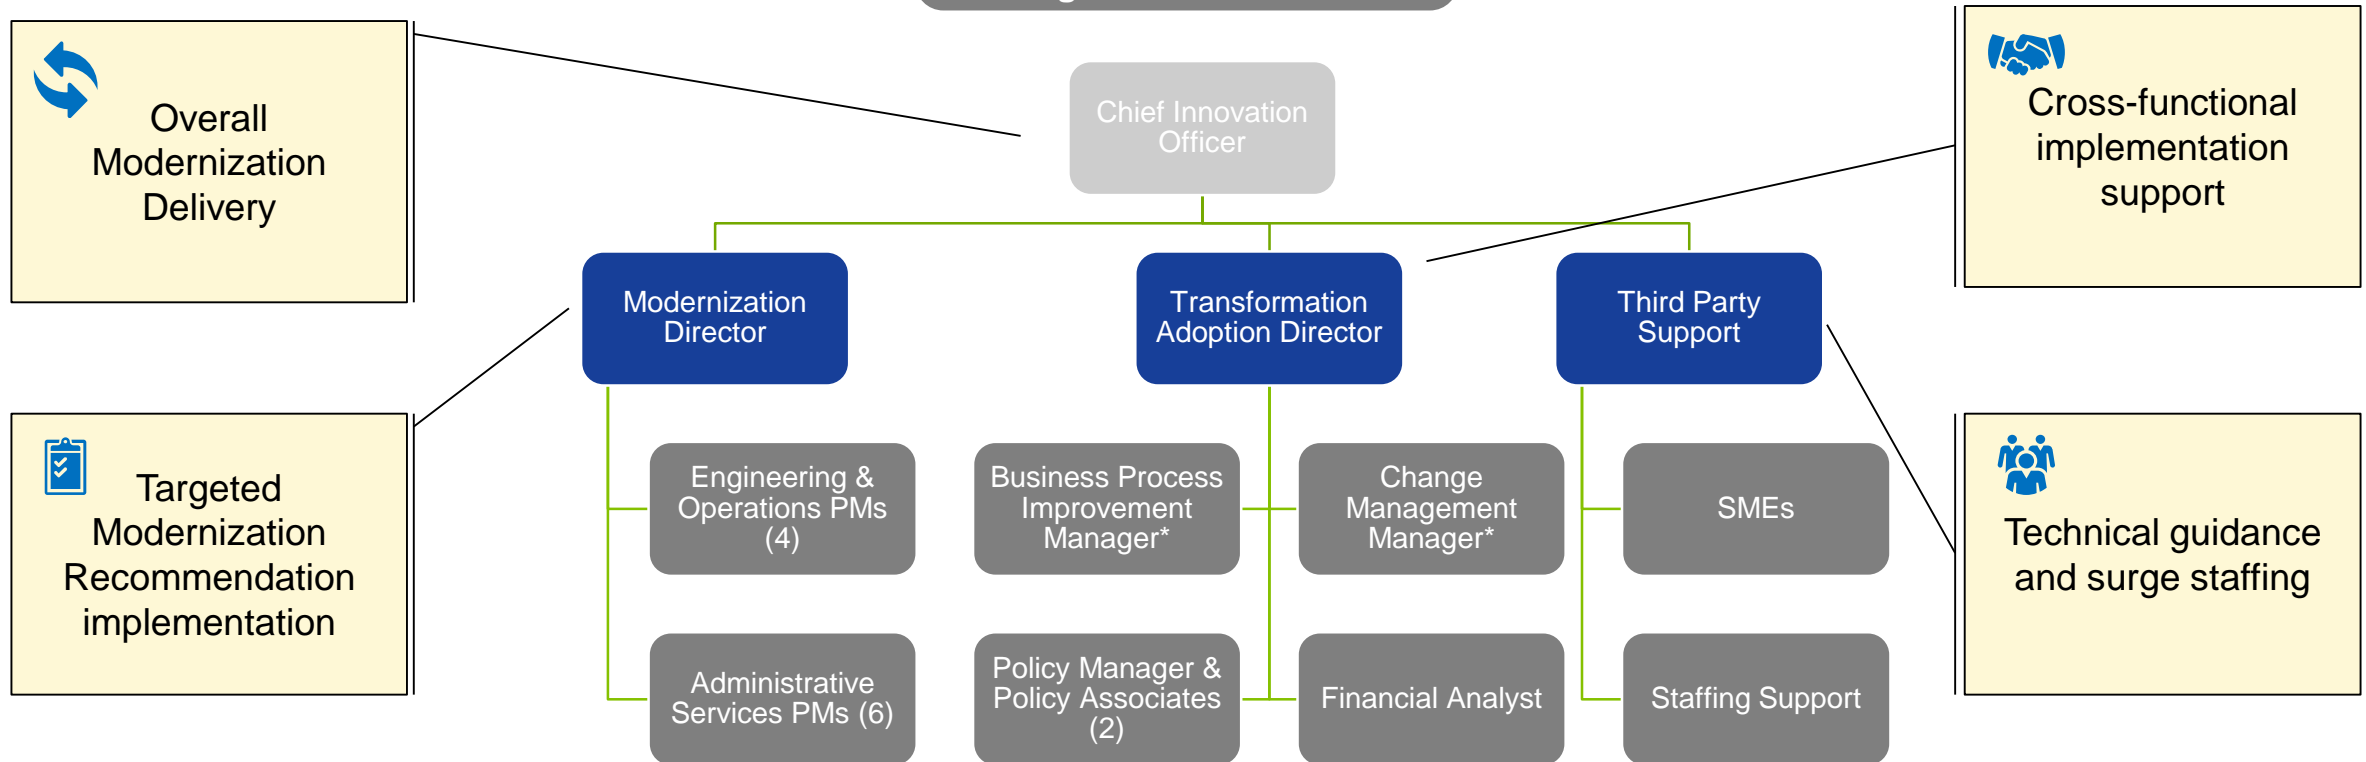 Overall
Modernization
Delivery
Chief Innovation
Officer
Cross-functional
implementation
support
Modernization
Director
Transformation
Adoption Director
Third Party
Support
Targeted
Modernization
Recommendation
implementation
Engineering &
Operations PMs
(4)
Business Process
Improvement
Manager*
Change
Management
Manager*
SMEs
Technical guidance
and surge staffing
Administrative
Services PMs (6)
Policy Manager &
Policy Associates
(2)
Financial Analyst
Staffing Support